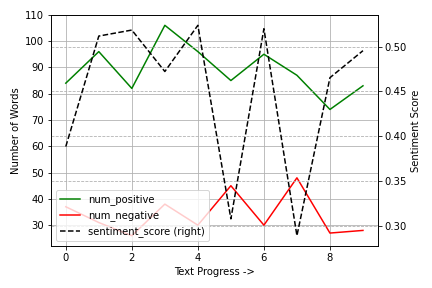 110
100
90
80
70
60
50
40
30
Number of Words
0.50
0.45
0.40
0.35
0.30
Sentiment Score
num_positive
num_negative
sentiment_score (right)
0 2 4 6 8
Text Progress ->